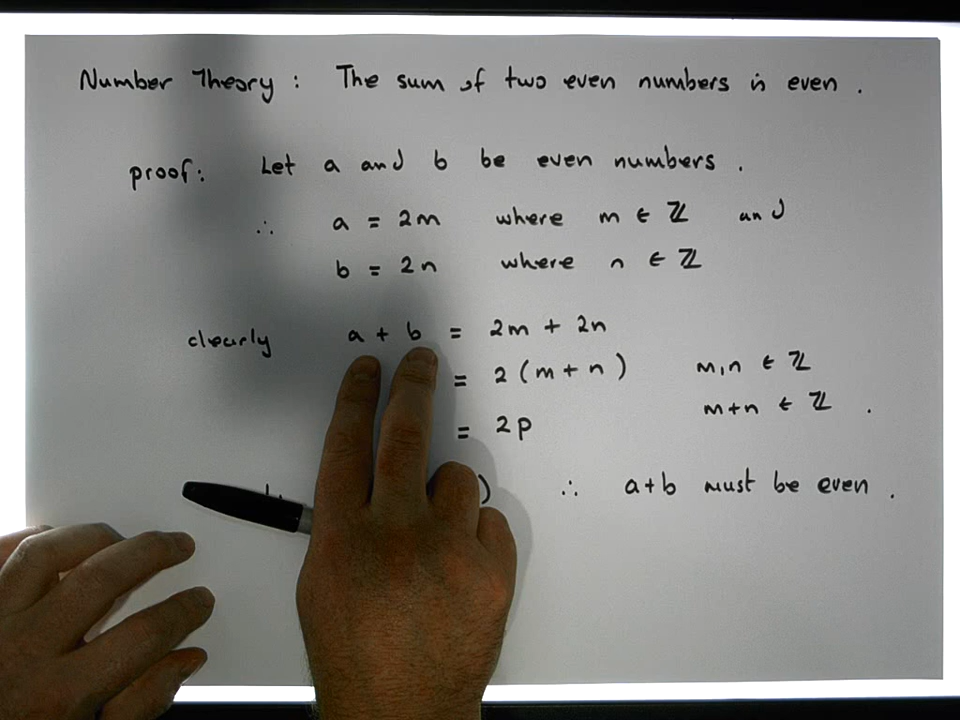 Number Theory : The sum of two even numbers is even .
proof: Let a and b be even numbers .
∴ a = 2m where m ∈ ℤ and
b = 2n where n ∈ ℤ
clearly a + b = 2m + 2n
= 2 (m + n) m, n ∈ ℤ
= 2p m+n ∈ ℤ .
) ∴ a+b must be even .